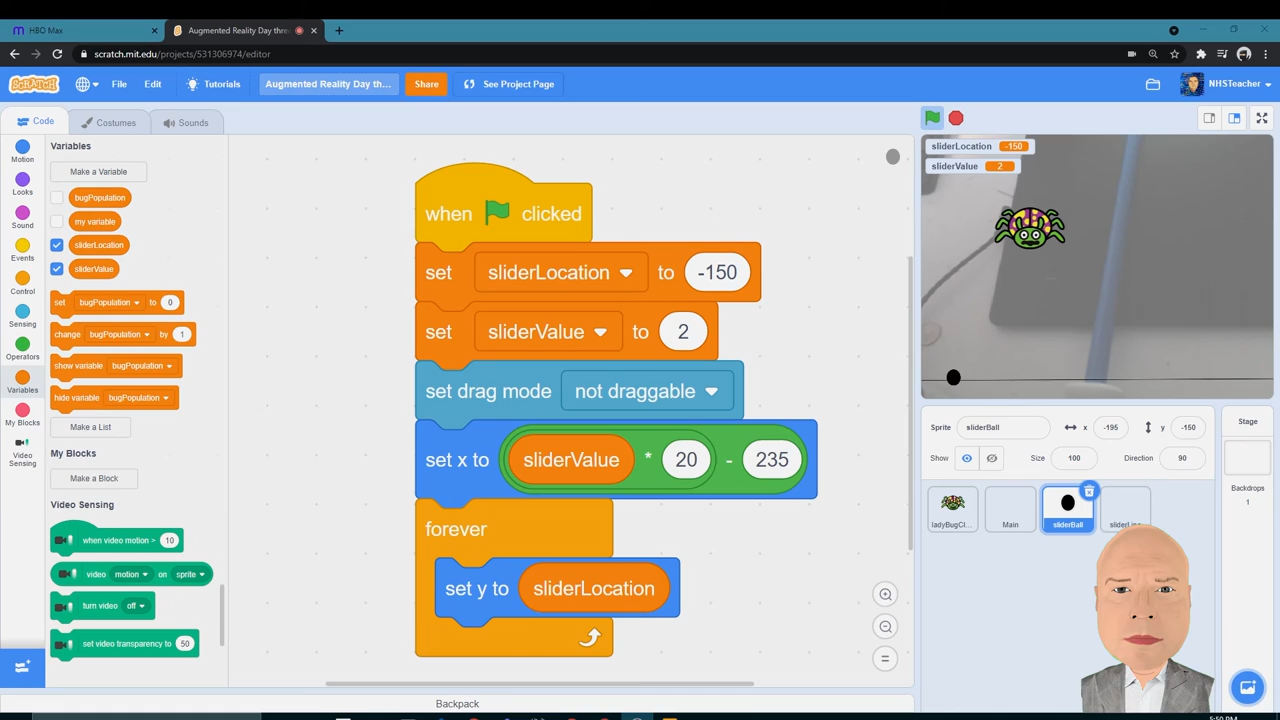 HBO Max
Augmented Reality Day thre
scratch.mit.edu/projects/531306974/editor
SCRATCH
File
Edit
Tutorials
Augmented Reality Day th...
Share
See Project Page
NHSTeacher
Code
Costumes
Sounds
Motion
Looks
Sound
Events
Control
Sensing
Operators
Variables
My Blocks
Video
Sensing
Variables
Make a Variable
bugPopulation
my variable
sliderLocation
sliderValue
set bugPopulation to 0
change bugPopulation by 1
show variable bugPopulation
hide variable bugPopulation
Make a List
My Blocks
Make a Block
Video Sensing
when video motion > 10
video motion on sprite
turn video off
set video transparency to 50
when clicked
set sliderLocation to -150
set sliderValue to 2
set drag mode not draggable
set x to sliderValue * 20 - 235
forever
set y to sliderLocation
Backpack
sliderLocation -150
sliderValue 2
Sprite sliderBall x -195 y -150
Show Size 100 Direction 90
ladyBugCl...
Main
sliderBall
Stage
Backdrops
1
5:50 PM